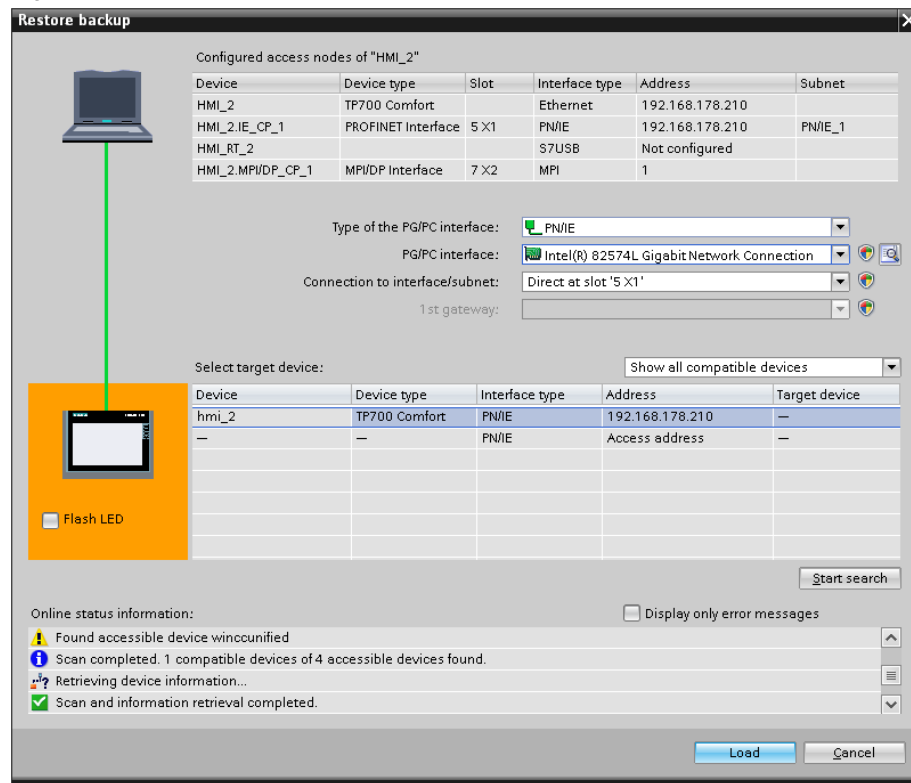 Restore backup
Configured access nodes of "HMI_2"
Device Device type Slot Interface type Address Subnet
HMI_2 TP700 Comfort Ethernet 192.168.178.210
HMI_2.IE_CP_1 PROFINET Interface 5 X1 PN/IE 192.168.178.210 PN/IE_1
HMI_RT_2 S7USB Not configured
HMI_2.MPI/DP_CP_1 MPI/DP Interface 7 X2 MPI 1
Type of the PG/PC interface: PN/IE
PG/PC interface: Intel(R) 82574L Gigabit Network Connection
Connection to interface/subnet: Direct at slot '5 X1'
1st gateway:
Select target device: Show all compatible devices
Device Device type Interface type Address Target device
hmi_2 TP700 Comfort PN/IE 192.168.178.210 —
— — PN/IE Access address —
Flash LED
Start search
Online status information: Display only error messages
Found accessible device winccunified
Scan completed. 1 compatible devices of 4 accessible devices found.
Retrieving device information...
Scan and information retrieval completed.
Load Cancel